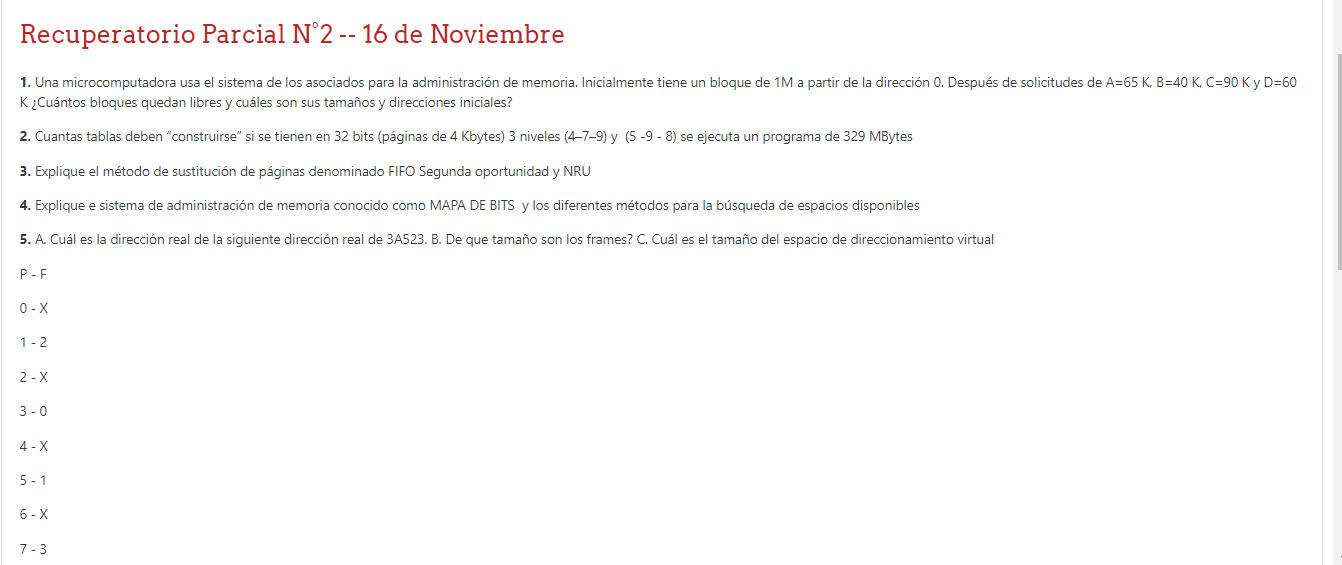 Recuperatorio Parcial N°2 -- 16 de Noviembre
1. Una microcomputadora usa el sistema de los asociados para la administración de memoria. Inicialmente tiene un bloque de 1M a partir de la dirección 0. Después de solicitudes de A=65 K, B=40 K, C=90 K y D=60
K ¿Cuántos bloques quedan libres y cuáles son sus tamaños y direcciones iniciales?
2. Cuantas tablas deben “construirse” si se tienen en 32 bits (páginas de 4 Kbytes) 3 niveles (4–7–9) y (5 -9 - 8) se ejecuta un programa de 329 MBytes
3. Explique el método de sustitución de páginas denominado FIFO Segunda oportunidad y NRU
4. Explique e sistema de administración de memoria conocido como MAPA DE BITS y los diferentes métodos para la búsqueda de espacios disponibles
5. A. Cuál es la dirección real de la siguiente dirección real de 3A523. B. De que tamaño son los frames? C. Cuál es el tamaño del espacio de direccionamiento virtual
P - F
0 - X
1 - 2
2 - X
3 - 0
4 - X
5 - 1
6 - X
7 - 3